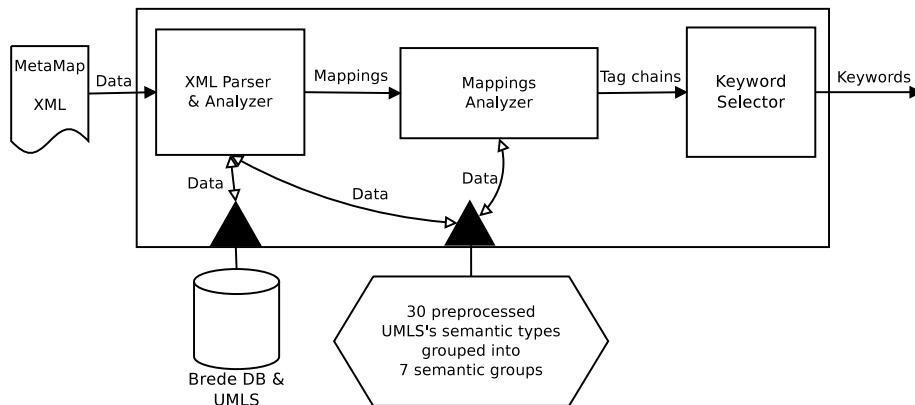 MetaMap
XML
Data
XML Parser
& Analyzer
Mappings
Mappings
Analyzer
Tag chains
Keyword
Selector
Keywords
Data
Data
Data
Brede DB &
UMLS
30 preprocessed
UMLS's semantic types
grouped into
7 semantic groups